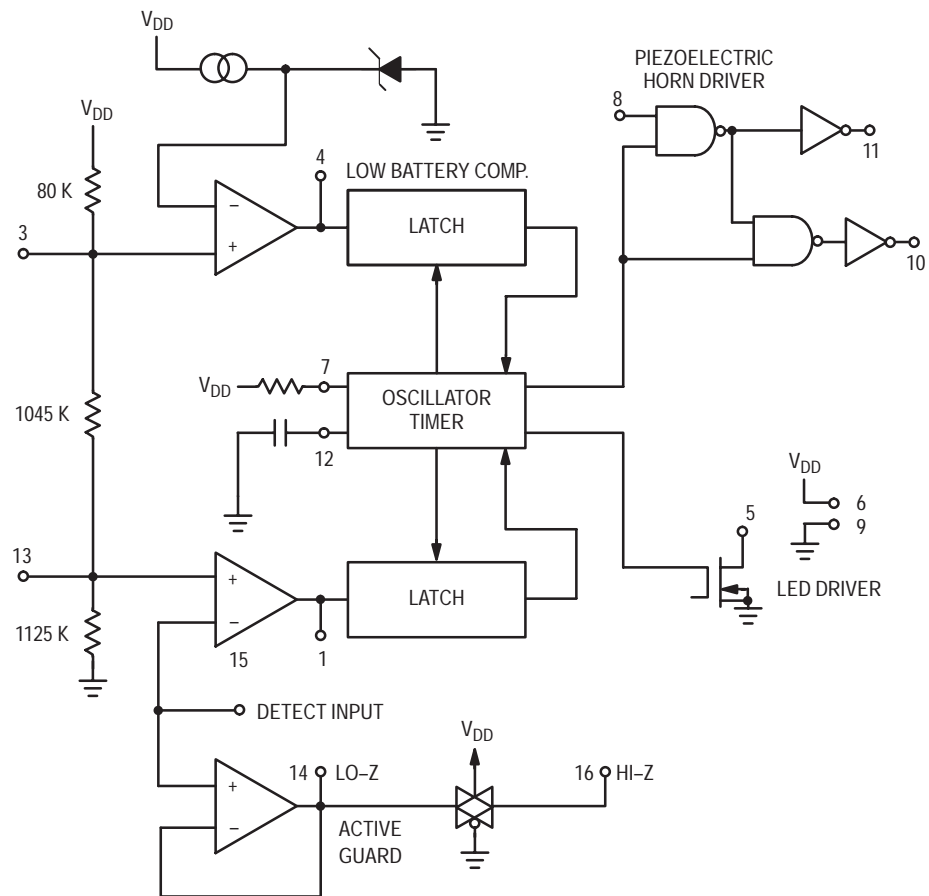 VDD
PIEZOELECTRIC
HORN DRIVER
8
11
10
VDD
80 K
3
4
LOW BATTERY COMP.
−
+
LATCH
1045 K
VDD
7
12
OSCILLATOR
TIMER
VDD
6
9
5
LED DRIVER
13
1125 K
+
−
15
1
LATCH
DETECT INPUT
+
−
14
LO–Z
ACTIVE
GUARD
VDD
16
HI–Z